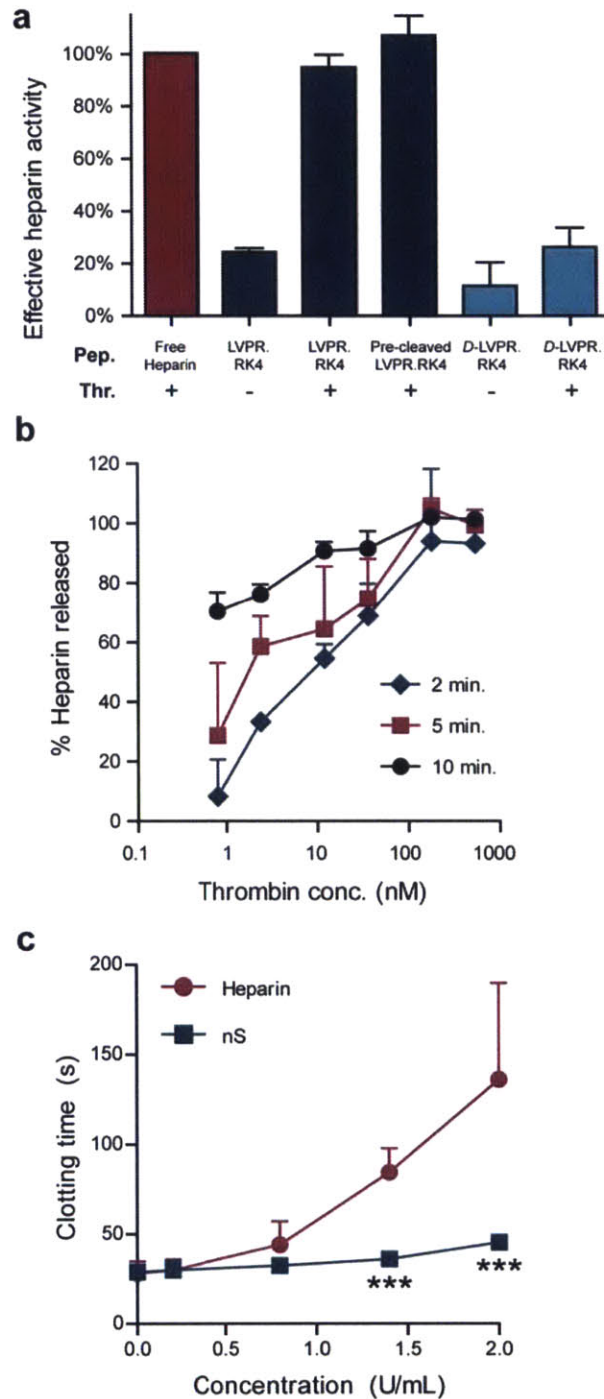 a
Effective heparin activity
100%
80%
60%
40%
20%
0%
Pep. Free Heparin LVPR. RK4 LVPR. RK4 Pre-cleaved LVPR.RK4 D-LVPR. RK4 D-LVPR. RK4
Thr. + - + + - +
b
% Heparin released
120
100
80
60
40
20
0
2 min.
5 min.
10 min.
0.1 1 10 100 1000
Thrombin conc. (nM)
c
Clotting time (s)
200
150
100
50
0
Heparin
nS
*** ***
0.0 0.5 1.0 1.5 2.0
Concentration (U/mL)